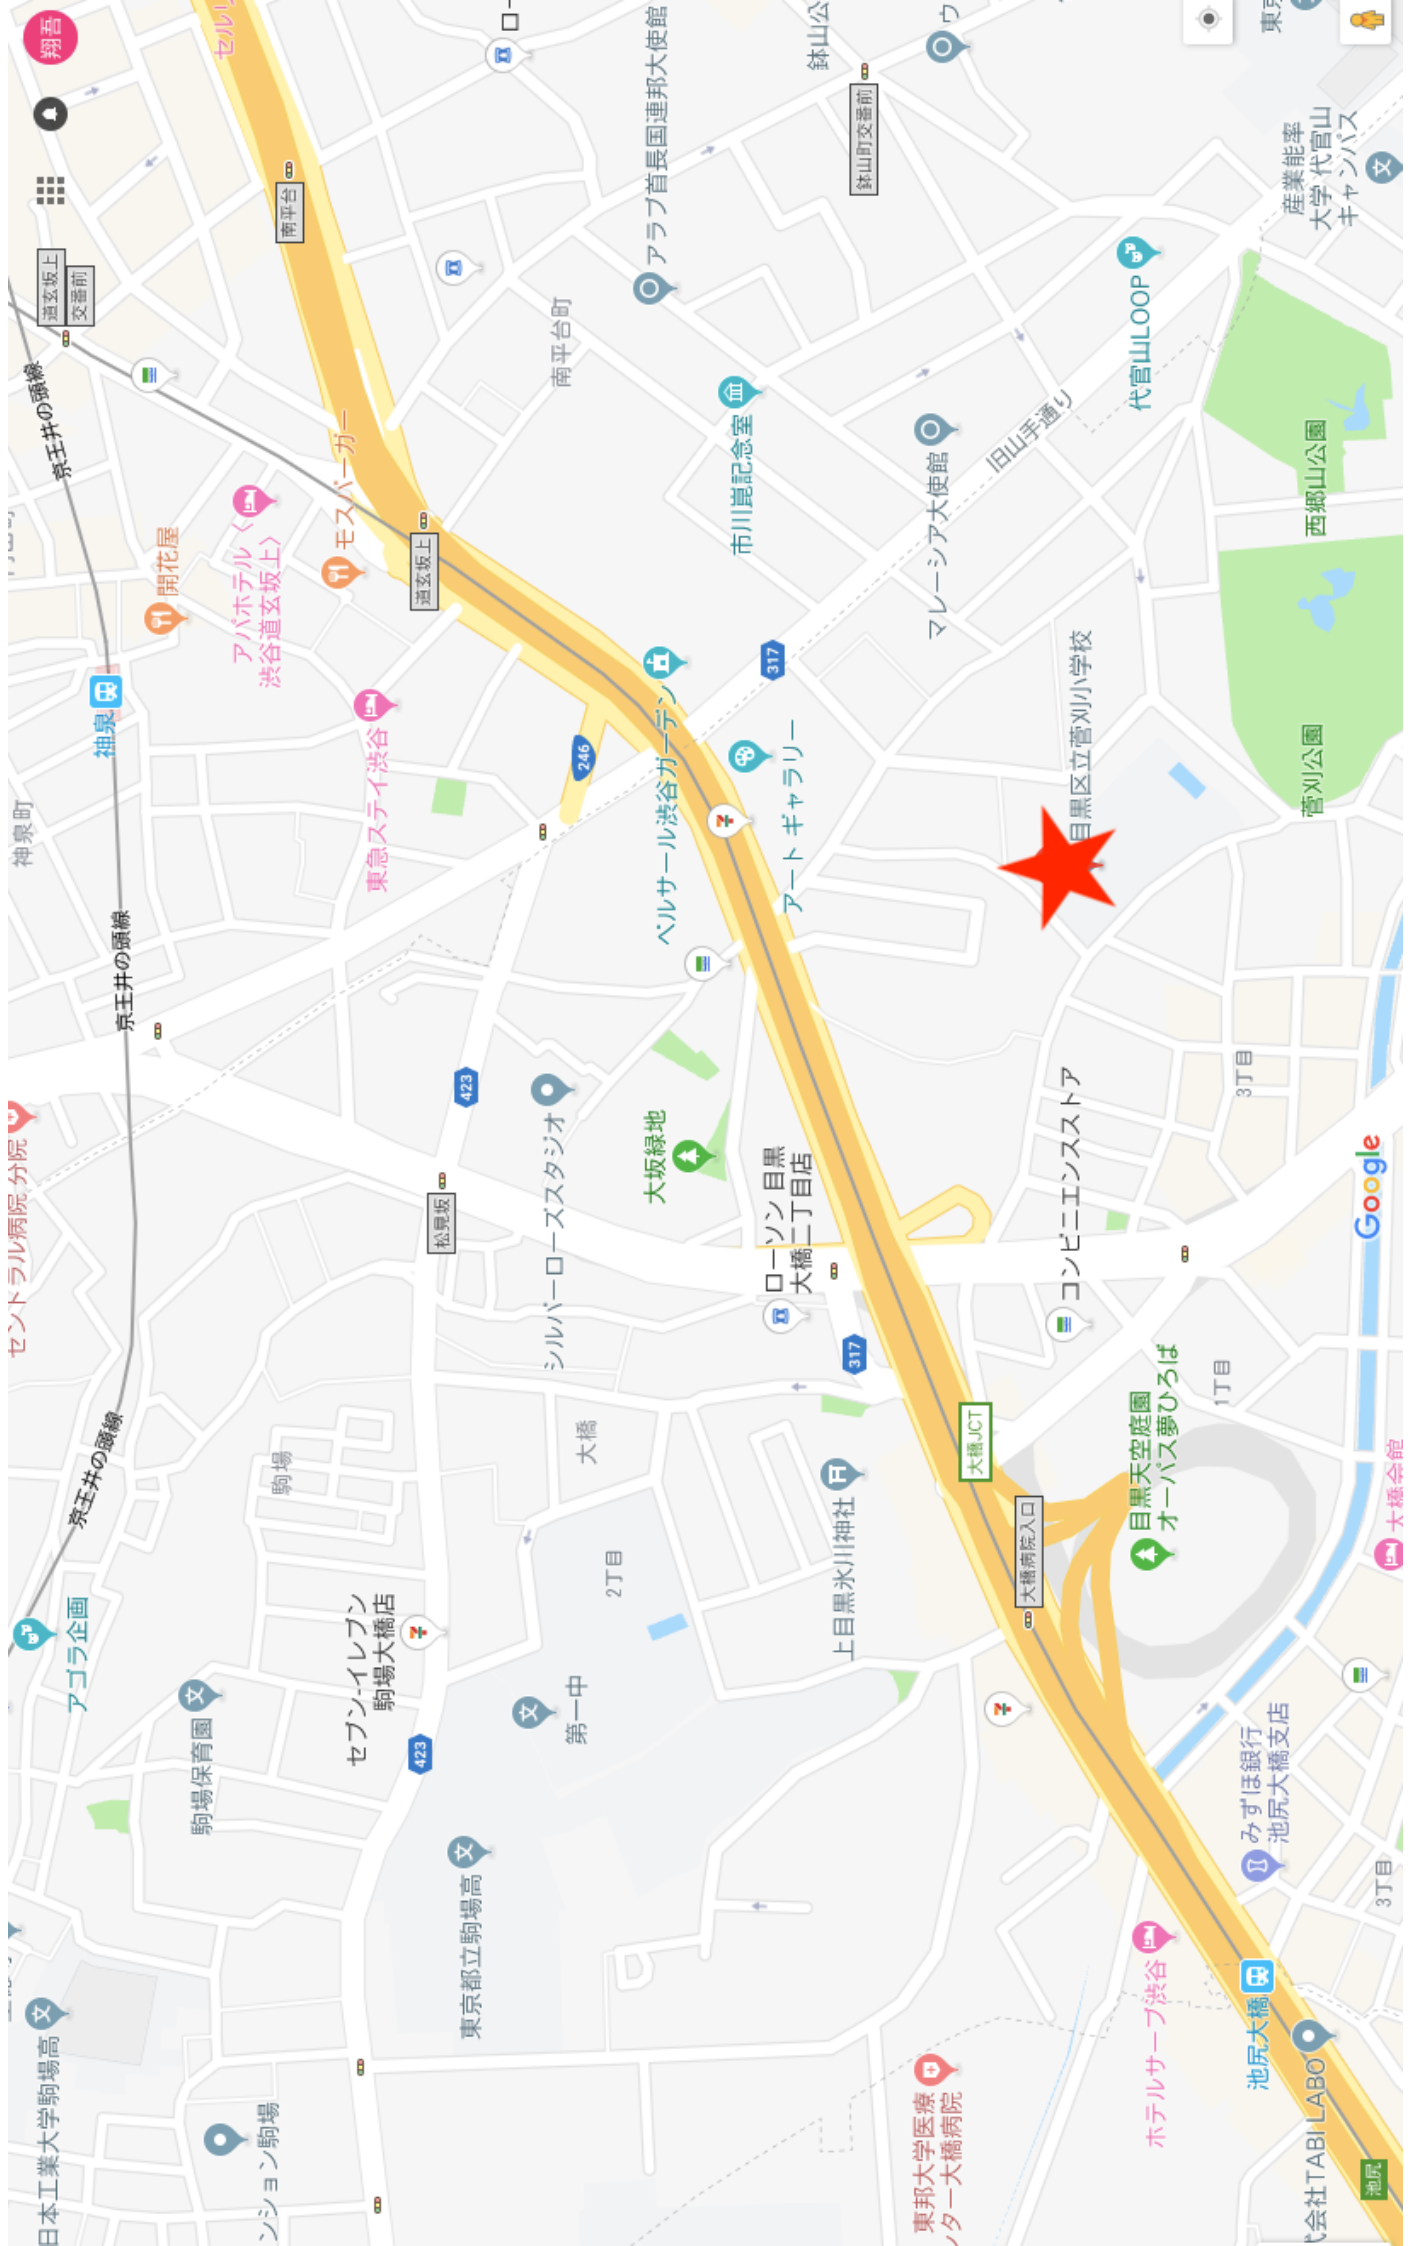 セルリ
翔吾
南平台
道玄坂上
交番前
ロー
アラブ首長国連邦大使館
鉢山公
ウ
鉢山町交番前
東京
産業能率
大学 代官山
キャンパス
京王井の頭線
南平台町
代官山LOOP
旧山手通り
西郷山公園
モスバーガー
開花屋
アパホテル〈
渋谷道玄坂上〉
道玄坂上
市川崑記念室
マレーシア大使館
神泉
東急ステイ渋谷
246
317
ベルサール渋谷ガーデン
アート ギャラリー
目黒区立菅刈小学校
菅刈公園
神泉町
京王井の頭線
セントラル病院 分院
423
松見坂
シルバーローズスタジオ
大坂緑地
ローソン 目黒
大橋二丁目店
コンビニエンスストア
3丁目
Google
317
大橋JCT
1丁目
目黒天空庭園
オーパス夢ひろば
大橋会館
京王井の頭線
駒場
大橋
2丁目
上目黒氷川神社
大橋病院入口
アゴラ企画
駒場保育園
セブン-イレブン
駒場大橋店
423
第一中
みずほ銀行
池尻大橋支店
3丁目
東京都立駒場高
日本工業大学駒場高
ンション駒場
東邦大学医療
ンター大橋病院
ホテルサーブ渋谷
池尻大橋
式会社TABI LABO
池尻